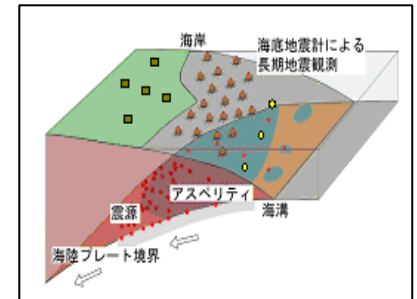 海岸
海底地震計による
長期地震観測
アスペリティ
震源
海溝
海陸プレート境界